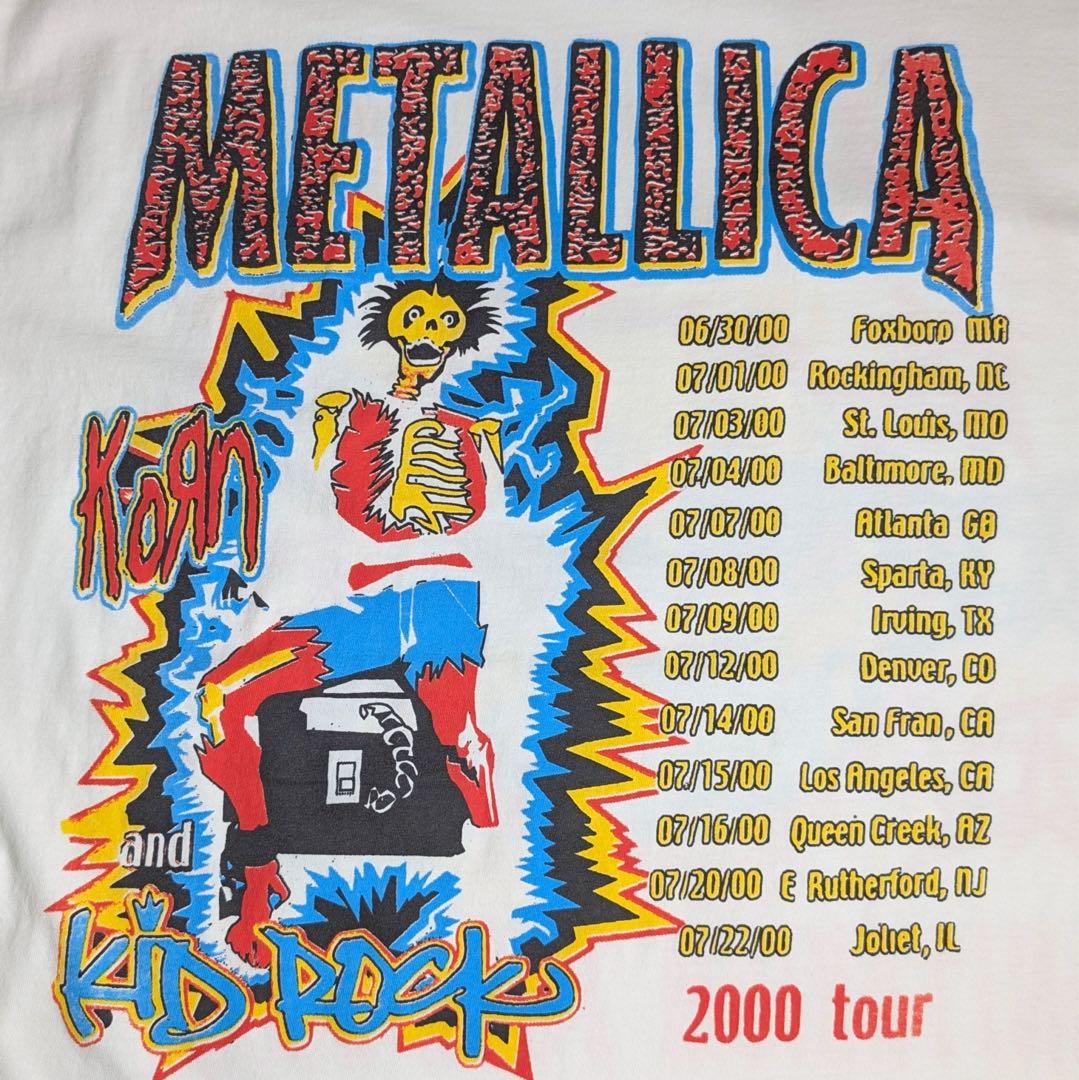 METALLICA
06/30/00 Foxboro MA
07/01/00 Rockingham, NC
07/03/00 St. Louis, MO
07/04/00 Baltimore, MD
07/07/00 Atlanta GA
07/08/00 Sparta, KY
07/09/00 Irving, TX
07/12/00 Denver, CO
07/14/00 San Fran, CA
07/15/00 Los Angeles, CA
07/16/00 Queen Creek, AZ
07/20/00 E Rutherford, NJ
07/22/00 Joliet, IL
2000 tour
KoЯn
and
KID ROCK